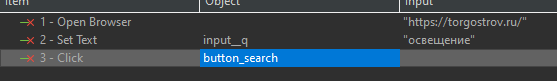 Item Object Input
1 - Open Browser "https://torgostrov.ru/"
2 - Set Text input__q "освещение"
3 - Click button_search